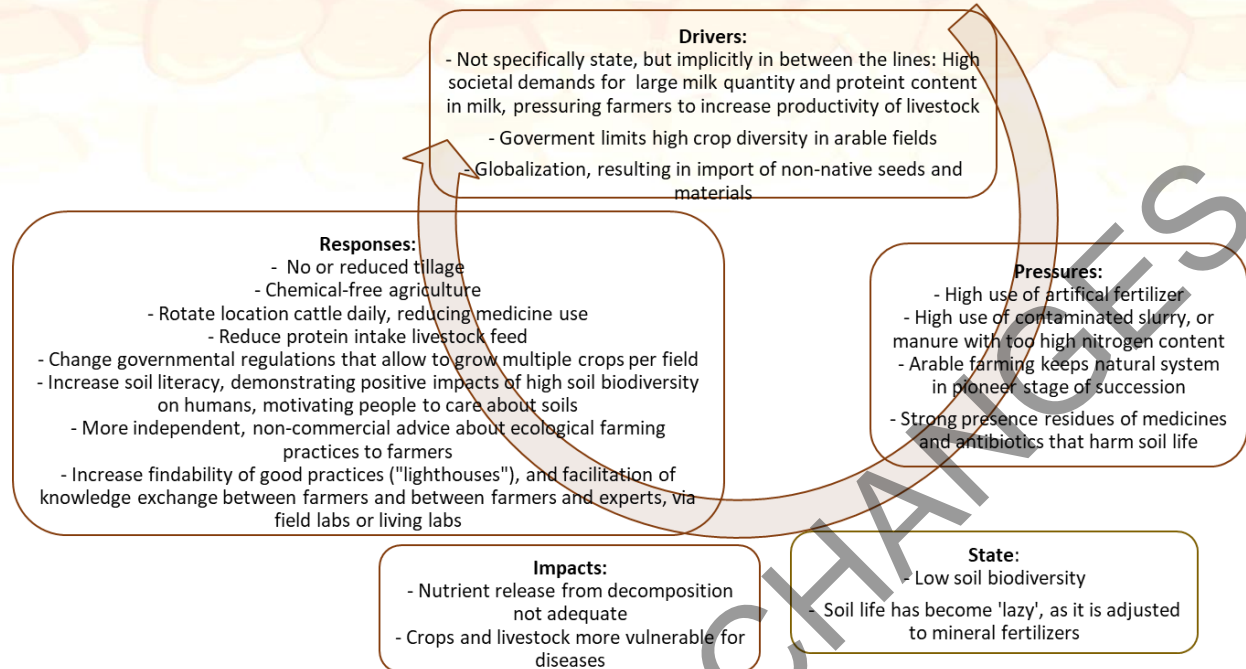 Drivers:
- Not specifically state, but implicitly in between the lines: High
societal demands for large milk quantity and proteint content
in milk, pressuring farmers to increase productivity of livestock
- Goverment limits high crop diversity in arable fields
- Globalization, resulting in import of non-native seeds and
materials
Pressures:
- High use of artifical fertilizer
- High use of contaminated slurry, or
manure with too high nitrogen content
- Arable farming keeps natural system
in pioneer stage of succession
- Strong presence residues of medicines
and antibiotics that harm soil life
State:
- Low soil biodiversity
- Soil life has become 'lazy', as it is adjusted
to mineral fertilizers
Impacts:
- Nutrient release from decomposition
not adequate
- Crops and livestock more vulnerable for
diseases
Responses:
- No or reduced tillage
- Chemical-free agriculture
- Rotate location cattle daily, reducing medicine use
- Reduce protein intake livestock feed
- Change governmental regulations that allow to grow multiple crops per field
- Increase soil literacy, demonstrating positive impacts of high soil biodiversity
on humans, motivating people to care about soils
- More independent, non-commercial advice about ecological farming
practices to farmers
- Increase findability of good practices ("lighthouses"), and facilitation of
knowledge exchange between farmers and between farmers and experts, via
field labs or living labs
CHANGES